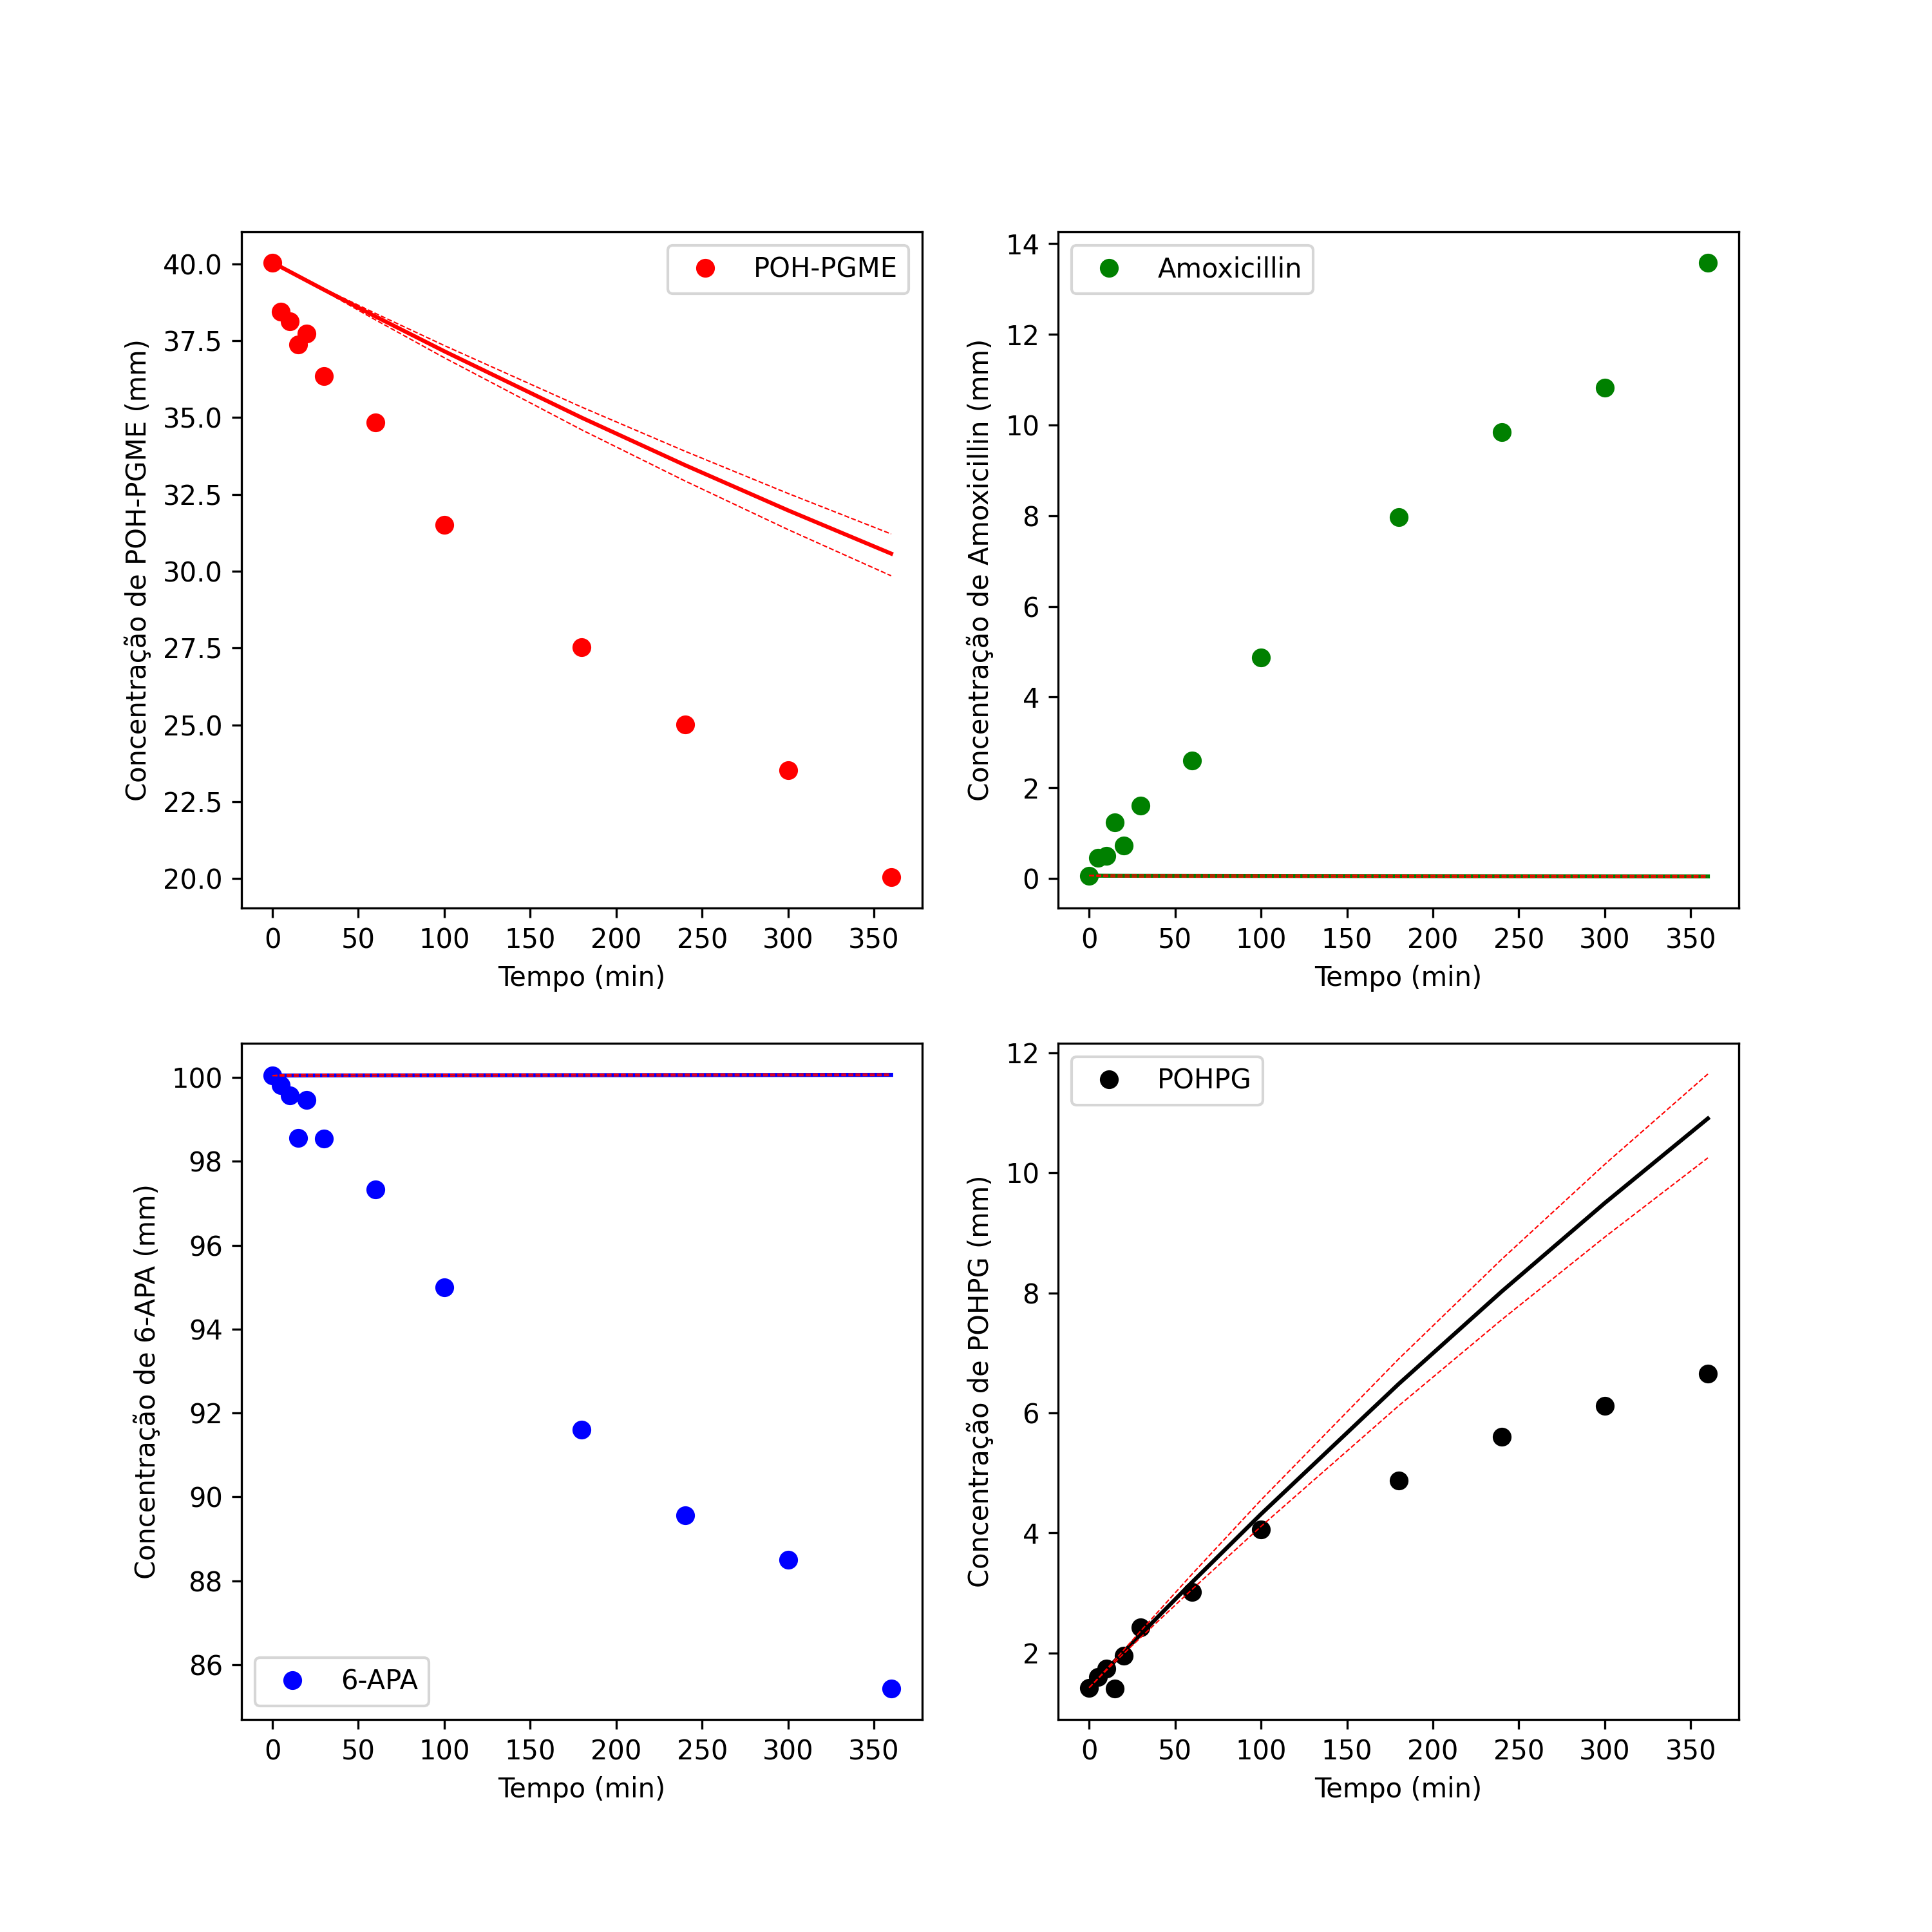 POH-PGME
40.0
37.5
35.0
32.5
30.0
27.5
25.0
22.5
20.0
Concentração de POH-PGME (mm)
0 50 100 150 200 250 300 350
Tempo (min)
Amoxicillin
14
12
10
8
6
4
2
0
Concentração de Amoxicillin (mm)
0 50 100 150 200 250 300 350
Tempo (min)
100
98
96
94
92
90
88
86
Concentração de 6-APA (mm)
6-APA
0 50 100 150 200 250 300 350
Tempo (min)
POHPG
12
10
8
6
4
2
Concentração de POHPG (mm)
0 50 100 150 200 250 300 350
Tempo (min)